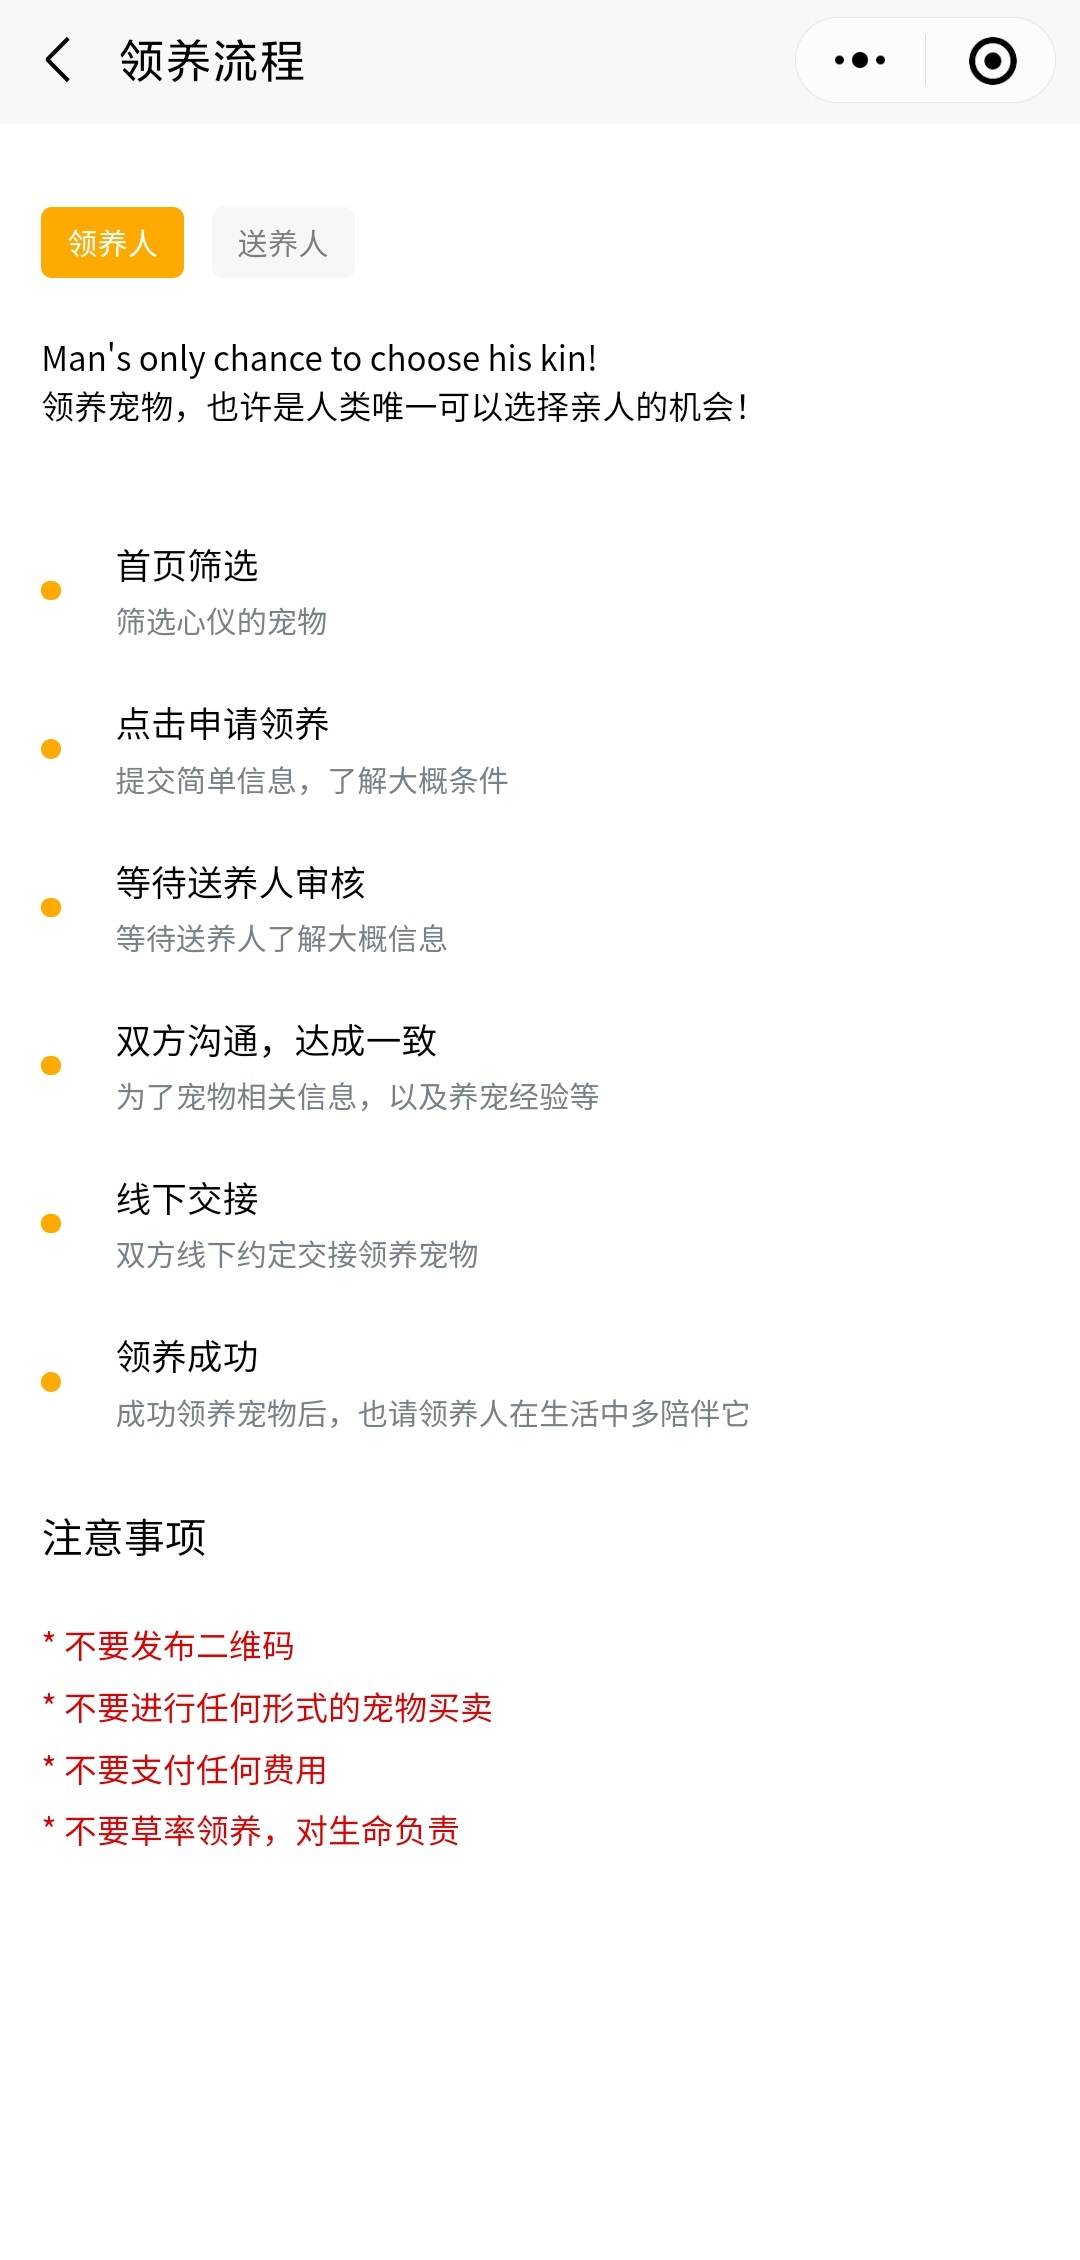 领养流程
领养人
送养人
Man's only chance to choose his kin!
领养宠物，也许是人类唯一可以选择亲人的机会！
首页筛选
筛选心仪的宠物
点击申请领养
提交简单信息，了解大概条件
等待送养人审核
等待送养人了解大概信息
双方沟通，达成一致
为了宠物相关信息，以及养宠经验等
线下交接
双方线下约定交接领养宠物
领养成功
成功领养宠物后，也请领养人在生活中多陪伴它
注意事项
* 不要发布二维码
* 不要进行任何形式的宠物买卖
* 不要支付任何费用
* 不要草率领养，对生命负责